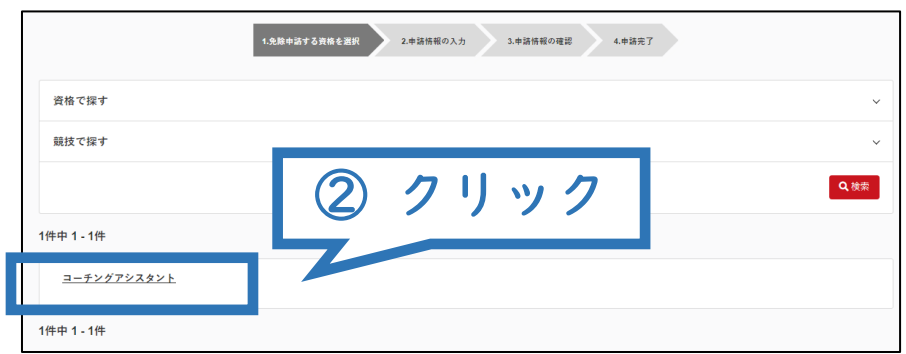 1.免除申請する資格を選択 2.申請情報の入力 3.申請情報の確認 4.申請完了
資格で探す
競技で探す
② クリック
検索
1件中 1 - 1件
コーチングアシスタント
1件中 1 - 1件